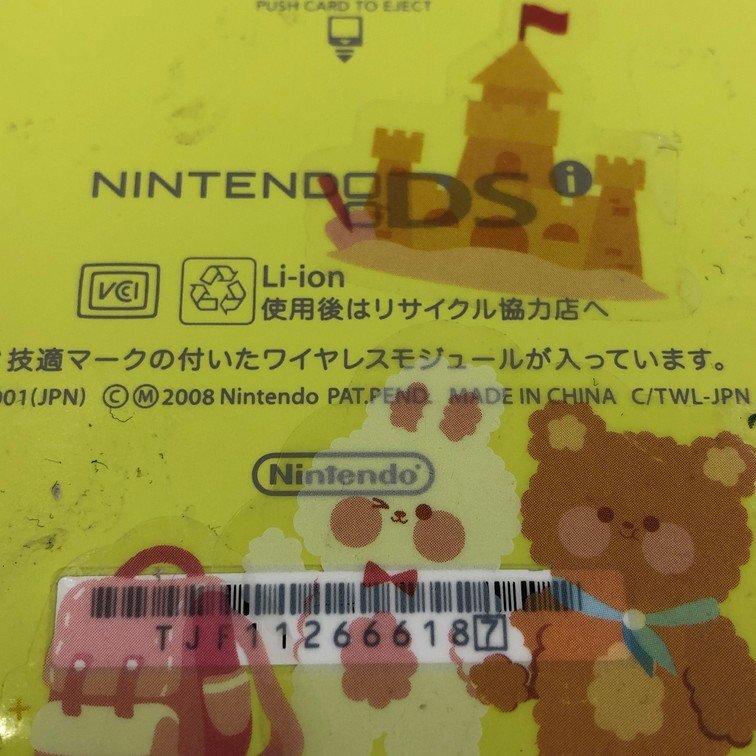 PUSH CARD TO EJECT
NINTENDO DSi
VCCI
Li-ion
使用後はリサイクル協力店へ
技適マークの付いたワイヤレスモジュールが入っています。
001(JPN) ©Ⓜ2008 Nintendo PAT.PEND. MADE IN CHINA C/TWL-JPN
Nintendo®
TJF112666187